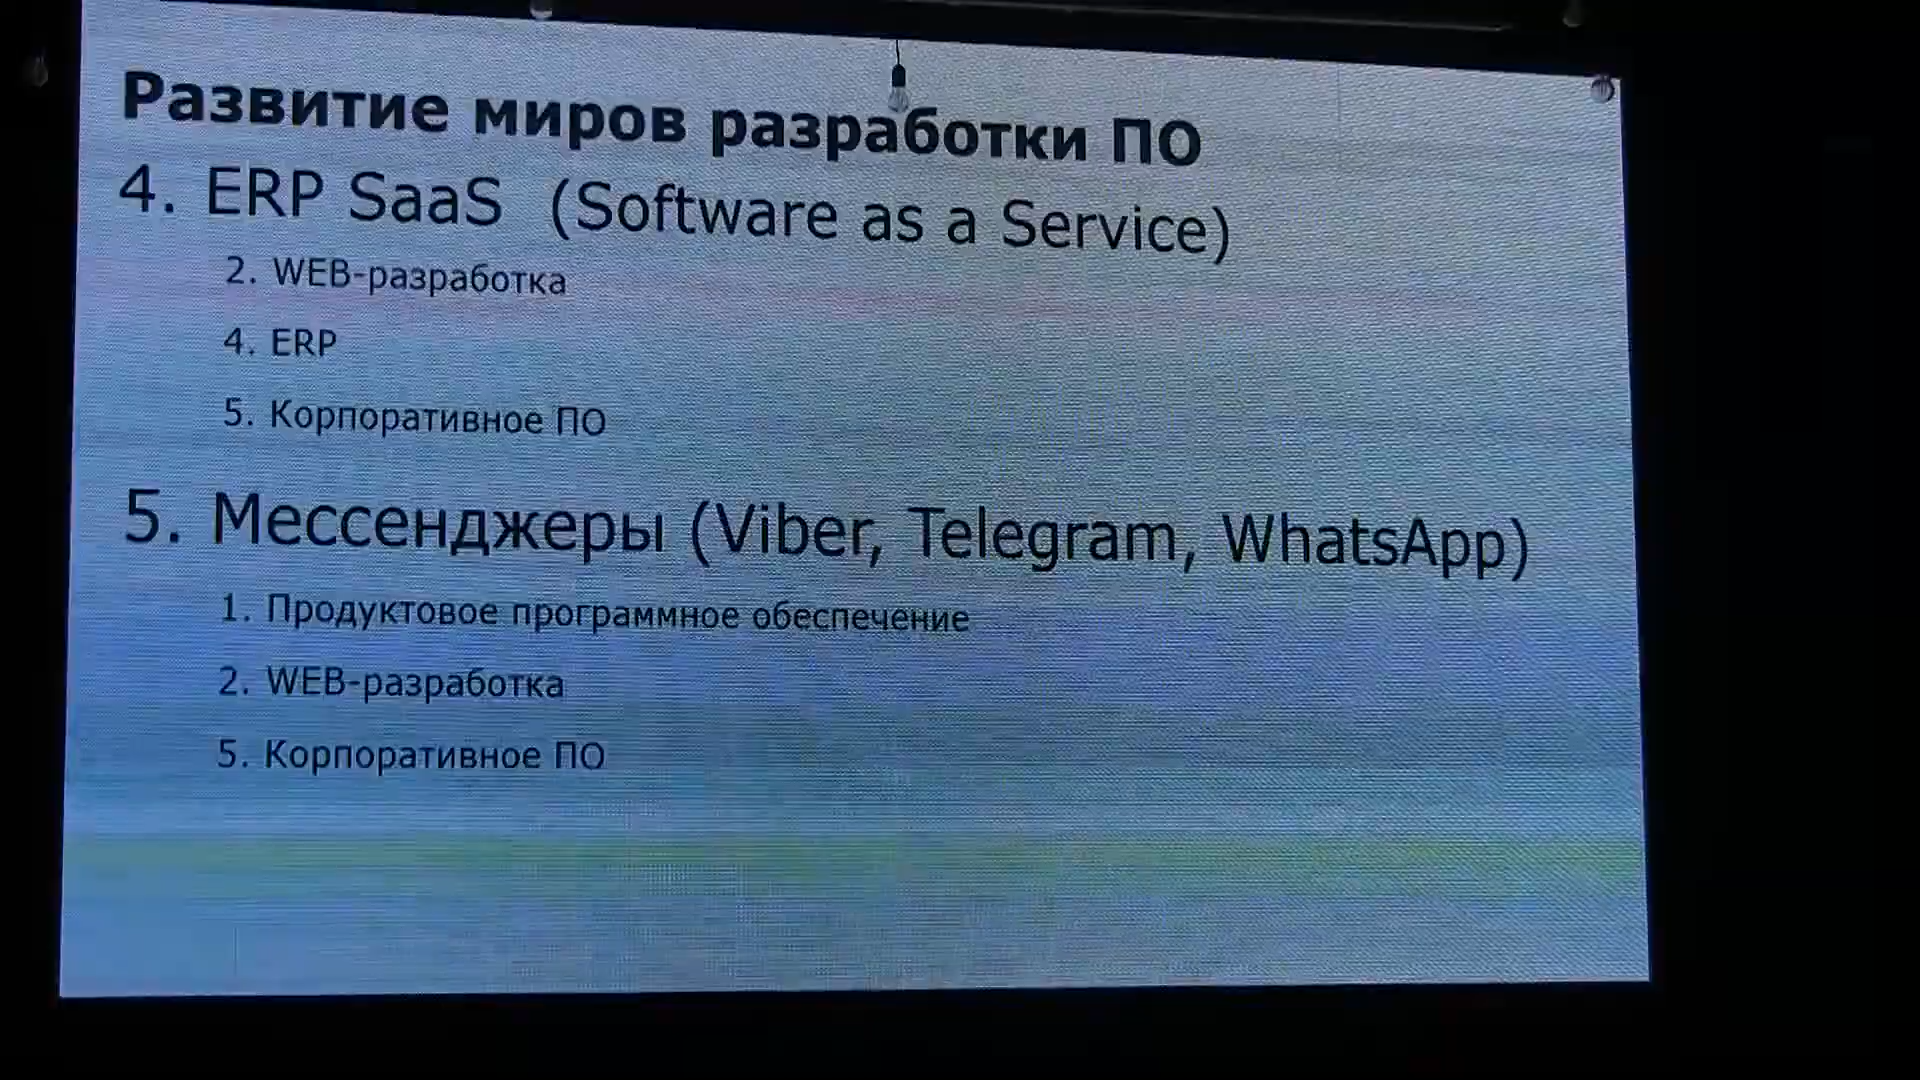 Развитие миров разработки ПО
4. ERP SaaS (Software as a Service)
2. WEB-разработка
4. ERP
5. Корпоративное ПО
5. Мессенджеры (Viber, Telegram, WhatsApp)
1. Продуктовое программное обеспечение
2. WEB-разработка
5. Корпоративное ПО